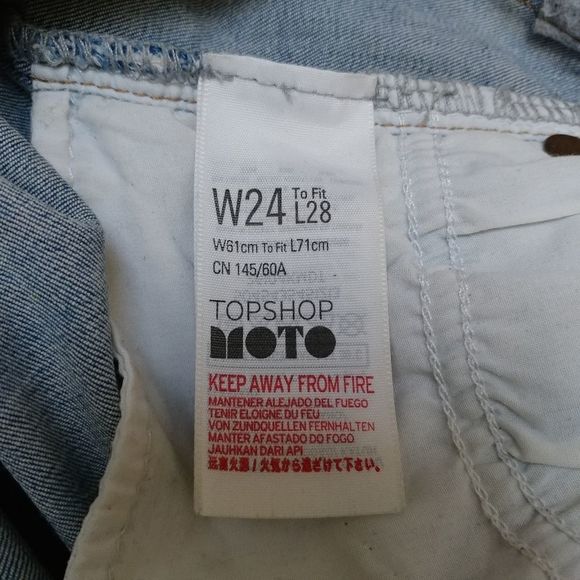 W24 To Fit L28
W61cm To Fit L71cm
CN 145/60A
TOPSHOP
MOTO
KEEP AWAY FROM FIRE
MANTENER ALEJADO DEL FUEGO
TENIR ELOIGNE DU FEU
VON ZUNDQUELLEN FERNHALTEN
MANTER AFASTADO DO FOGO
JAUHKAN DARI API
远离火源 / 火気から遠ざけて下さい。